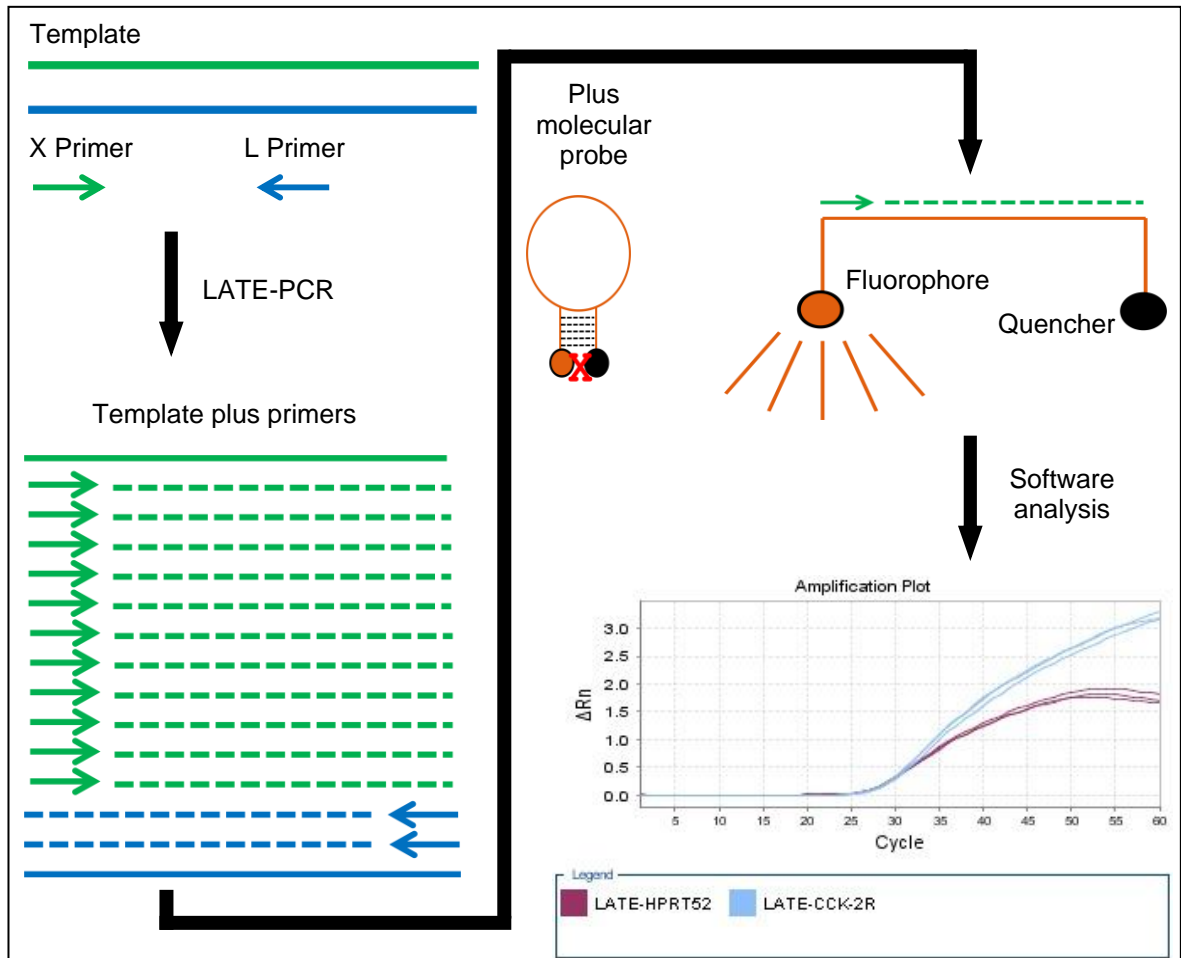 Template
X Primer
L Primer
LATE-PCR
Template plus primers
Plus
molecular
probe
X
Fluorophore
Quencher
Software
analysis
Amplification Plot
ΔRn
3.0
2.5
2.0
1.5
1.0
0.5
0.0
5 10 15 20 25 30 35 40 45 50 55 60
Cycle
Legend
LATE-HPRT52 LATE-CCK-2R